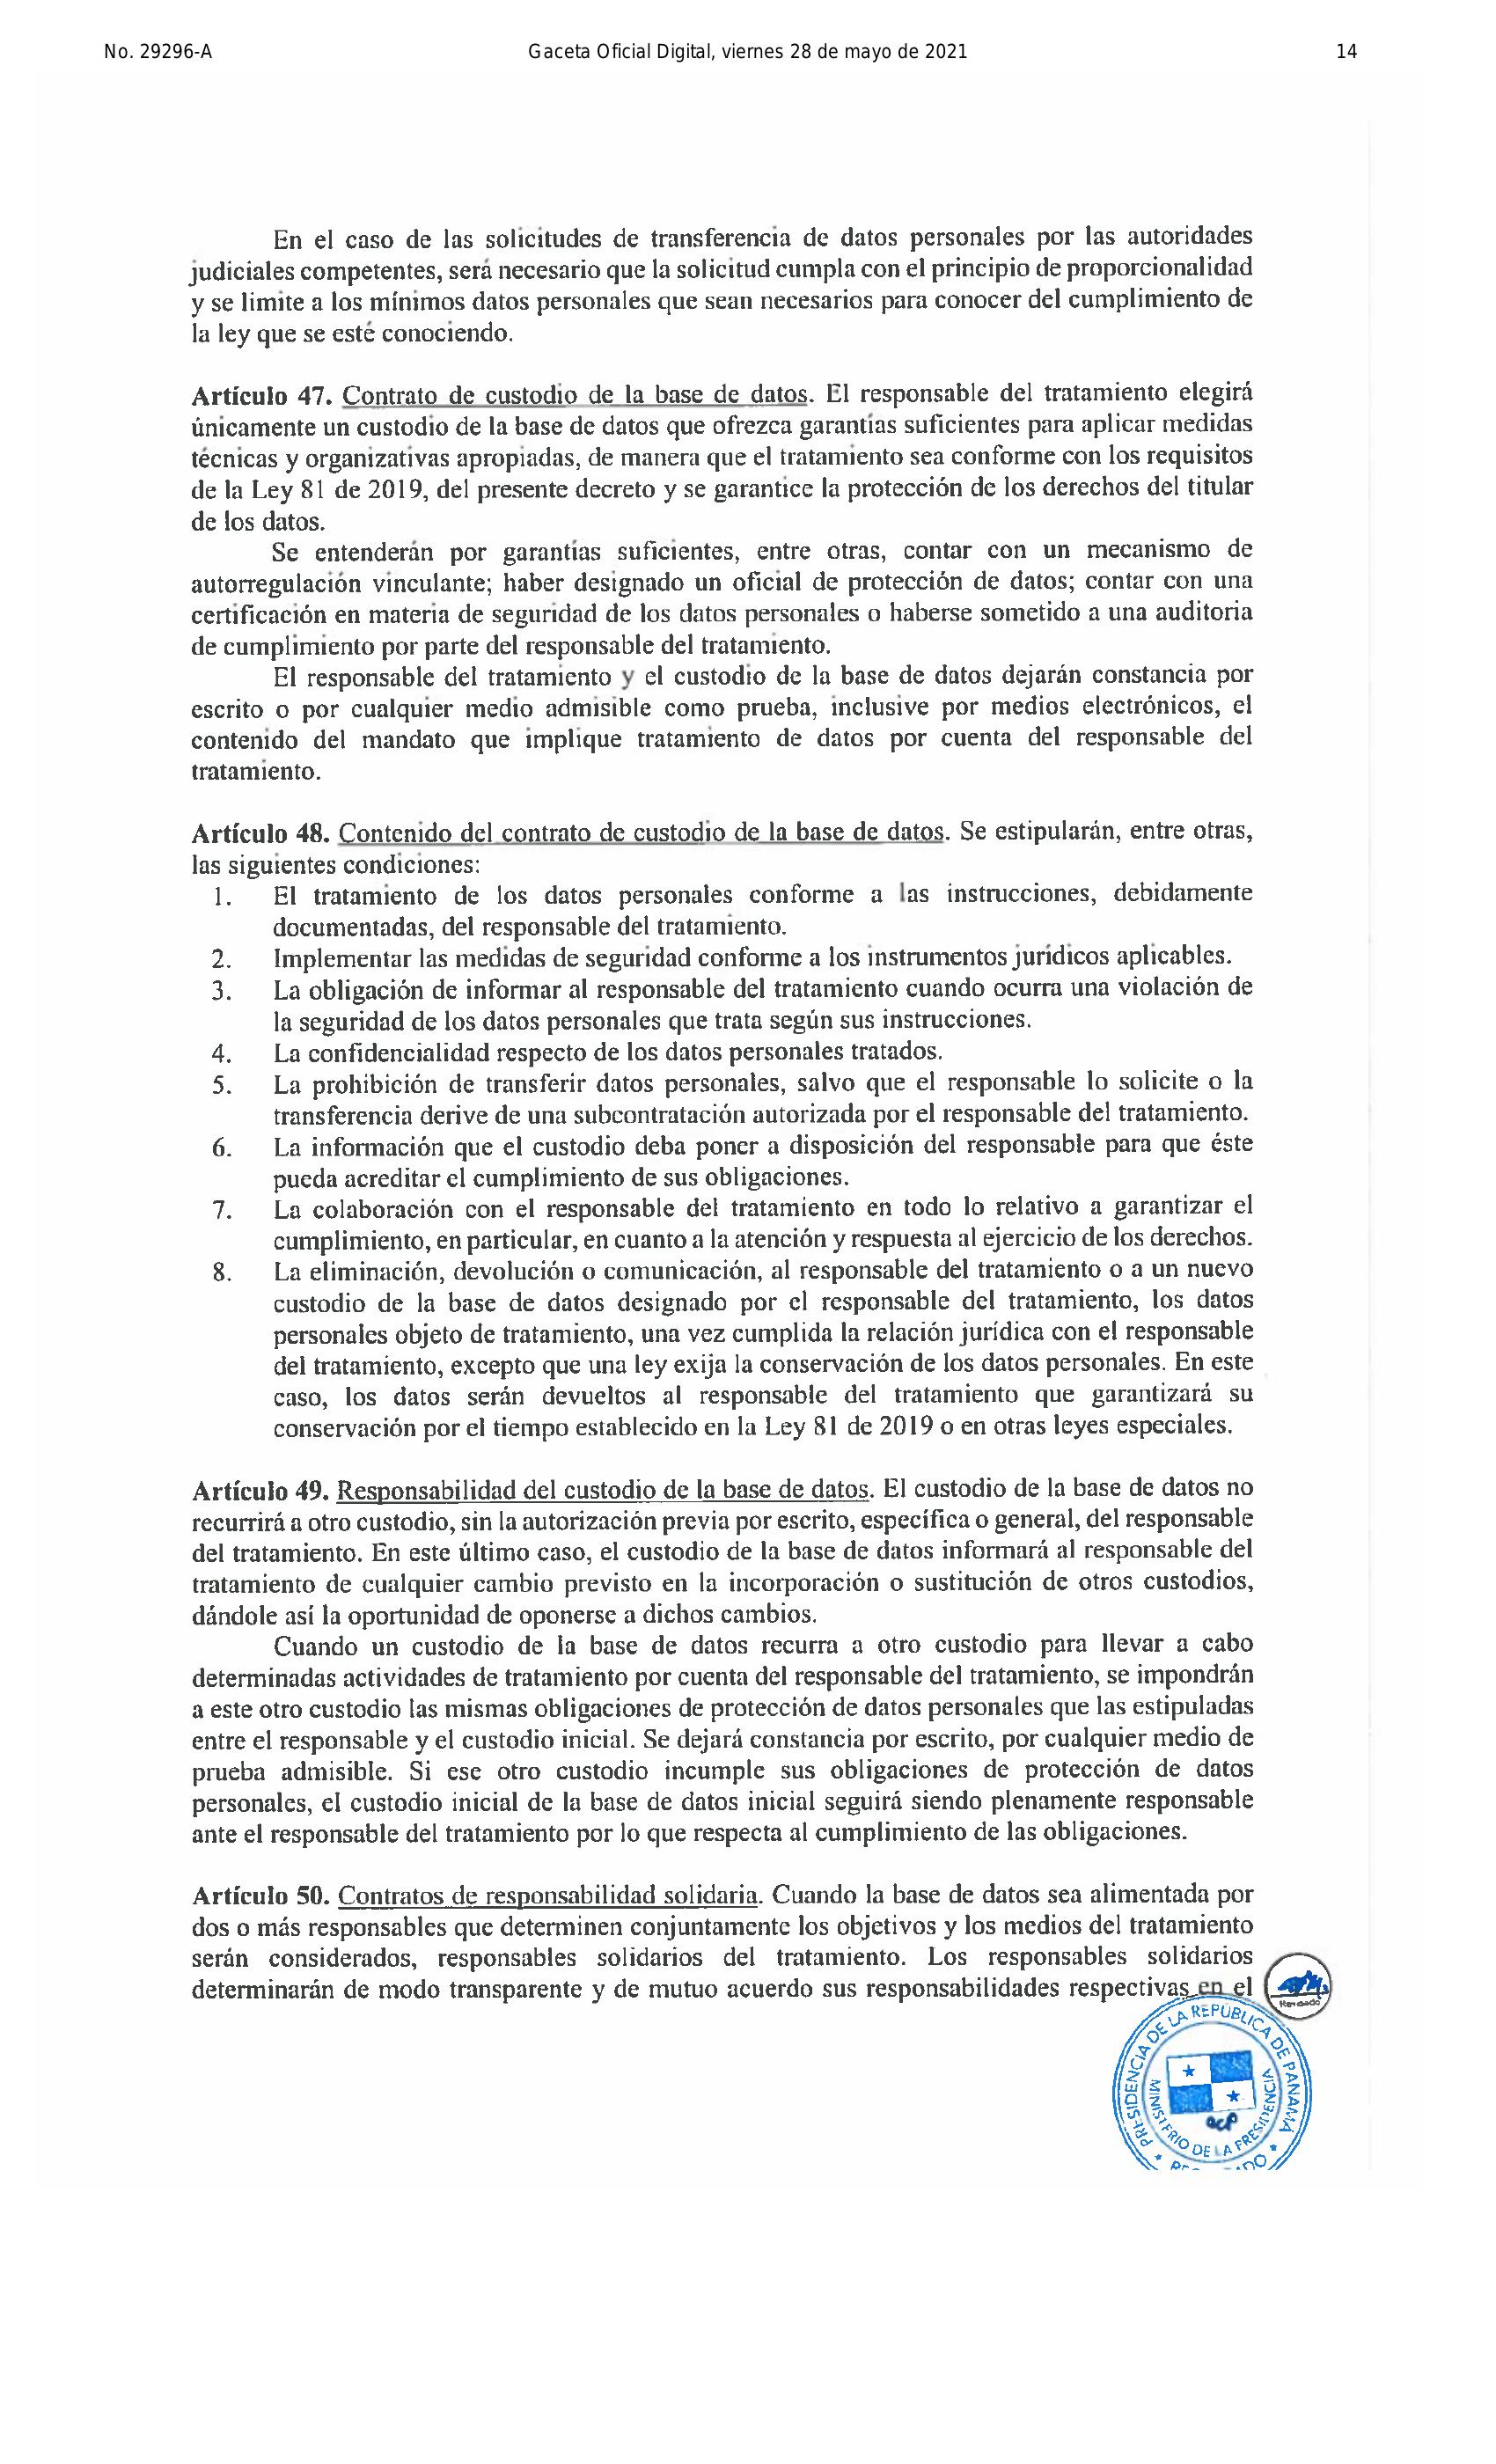 No. 29296-A Gaceta Oficial Digital, viernes 28 de mayo de 2021 14
En el caso de las solicitudes de transferencia de datos personales por las autoridades
judiciales competentes, será necesario que la solicitud cumpla con el principio de proporcionalidad
y se limite a los mínimos datos personales que sean necesarios para conocer del cumplimiento de
la ley que se esté conociendo.
Artículo 47. Contrato de custodio de la base de datos. El responsable del tratamiento elegirá
únicamente un custodio de la base de datos que ofrezca garantías suficientes para aplicar medidas
técnicas y organizativas apropiadas, de manera que el tratamiento sea conforme con los requisitos
de la Ley 81 de 2019, del presente decreto y se garantice la protección de los derechos del titular
de los datos.
Se entenderán por garantías suficientes, entre otras, contar con un mecanismo de
autorregulación vinculante; haber designado un oficial de protección de datos; contar con una
certificación en materia de seguridad de los datos personales o haberse sometido a una auditoria
de cumplimiento por parte del responsable del tratamiento.
El responsable del tratamiento y el custodio de la base de datos dejarán constancia por
escrito o por cualquier medio admisible como prueba, inclusive por medios electrónicos, el
contenido del mandato que implique tratamiento de datos por cuenta del responsable del
tratamiento.
Artículo 48. Contenido del contrato de custodio de la base de datos. Se estipularán, entre otras,
las siguientes condiciones:
1. El tratamiento de los datos personales conforme a las instrucciones, debidamente
documentadas, del responsable del tratamiento.
2. Implementar las medidas de seguridad conforme a los instrumentos jurídicos aplicables.
3. La obligación de informar al responsable del tratamiento cuando ocurra una violación de
la seguridad de los datos personales que trata según sus instrucciones.
4. La confidencialidad respecto de los datos personales tratados.
5. La prohibición de transferir datos personales, salvo que el responsable lo solicite o la
transferencia derive de una subcontratación autorizada por el responsable del tratamiento.
6. La información que el custodio deba poner a disposición del responsable para que éste
pueda acreditar el cumplimiento de sus obligaciones.
7. La colaboración con el responsable del tratamiento en todo lo relativo a garantizar el
cumplimiento, en particular, en cuanto a la atención y respuesta al ejercicio de los derechos.
8. La eliminación, devolución o comunicación, al responsable del tratamiento o a un nuevo
custodio de la base de datos designado por el responsable del tratamiento, los datos
personales objeto de tratamiento, una vez cumplida la relación jurídica con el responsable
del tratamiento, excepto que una ley exija la conservación de los datos personales. En este
caso, los datos serán devueltos al responsable del tratamiento que garantizará su
conservación por el tiempo establecido en la Ley 81 de 2019 o en otras leyes especiales.
Artículo 49. Responsabilidad del custodio de la base de datos. El custodio de la base de datos no
recurrirá a otro custodio, sin la autorización previa por escrito, específica o general, del responsable
del tratamiento. En este último caso, el custodio de la base de datos informará al responsable del
tratamiento de cualquier cambio previsto en la incorporación o sustitución de otros custodios,
dándole así la oportunidad de oponerse a dichos cambios.
Cuando un custodio de la base de datos recurra a otro custodio para llevar a cabo
determinadas actividades de tratamiento por cuenta del responsable del tratamiento, se impondrán
a este otro custodio las mismas obligaciones de protección de datos personales que las estipuladas
entre el responsable y el custodio inicial. Se dejará constancia por escrito, por cualquier medio de
prueba admisible. Si ese otro custodio incumple sus obligaciones de protección de datos
personales, el custodio inicial de la base de datos inicial seguirá siendo plenamente responsable
ante el responsable del tratamiento por lo que respecta al cumplimiento de las obligaciones.
Artículo 50. Contratos de responsabilidad solidaria. Cuando la base de datos sea alimentada por
dos o más responsables que determinen conjuntamente los objetivos y los medios del tratamiento
serán considerados, responsables solidarios del tratamiento. Los responsables solidarios
determinarán de modo transparente y de mutuo acuerdo sus responsabilidades respectivas en el
Revisado
PRESIDENCIA DE LA REPÚBLICA DE PANAMÁ
MINISTERIO DE LA PRESIDENCIA